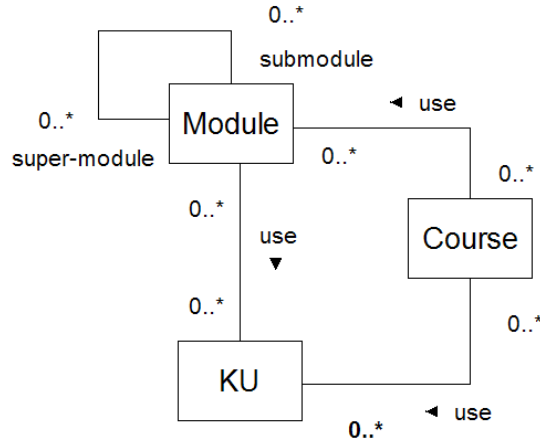 0..*
submodule
0..*
Module
◄ use
super-module
0..*
0..*
0..*
use
▼
Course
0..*
0..*
KU
◄ use
0..*